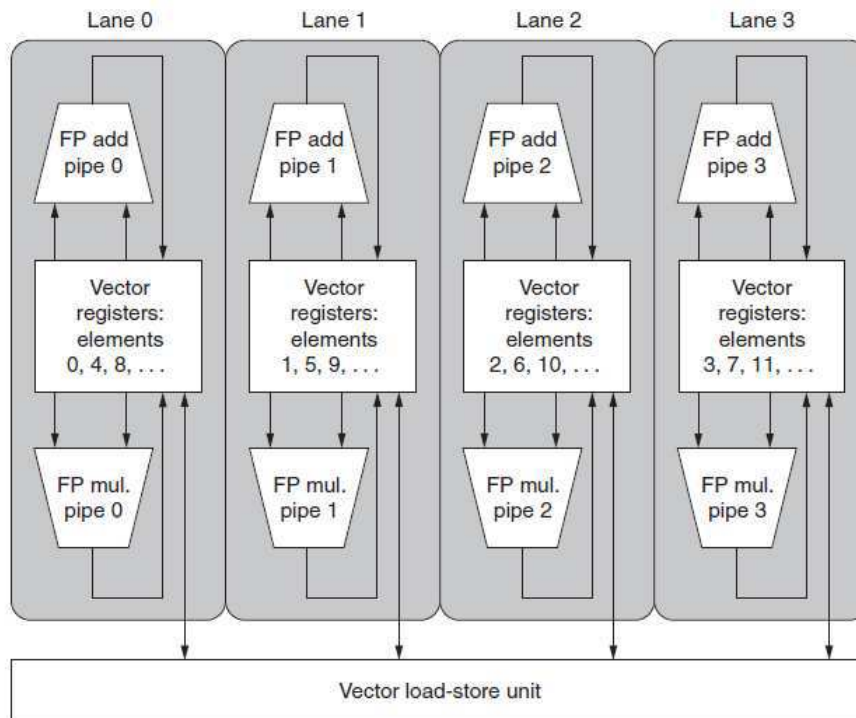 Lane 0
Lane 1
Lane 2
Lane 3
FP add
pipe 0
FP add
pipe 1
FP add
pipe 2
FP add
pipe 3
Vector
registers:
elements
0, 4, 8, . . .
Vector
registers:
elements
1, 5, 9, . . .
Vector
registers:
elements
2, 6, 10, . . .
Vector
registers:
elements
3, 7, 11, . . .
FP mul.
pipe 0
FP mul.
pipe 1
FP mul.
pipe 2
FP mul.
pipe 3
Vector load-store unit